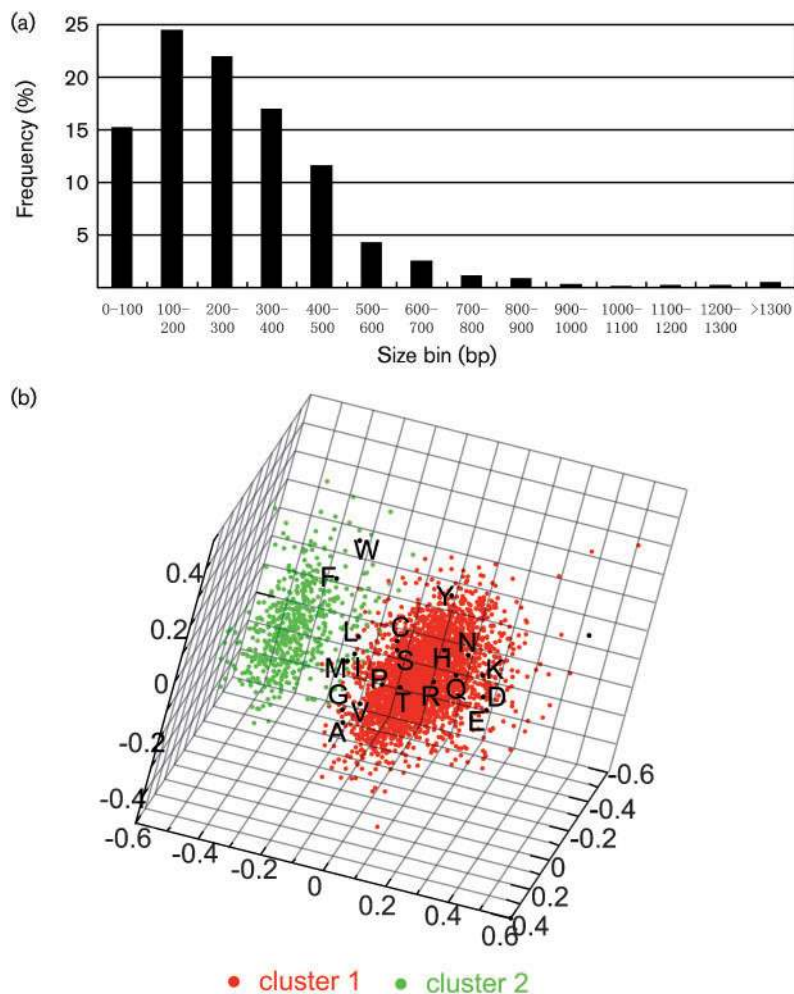 (a)
25
20
15
10
5
Frequency (%)
0–100 100–200 200–300 300–400 400–500 500–600 600–700 700–800 800–900 900–1000 1000–1100 1100–1200 1200–1300 >1300
Size bin (bp)
(b)
0.4
0.2
0
-0.2
-0.4
W
F
Y
L C N
M I S H K
G P Q D
V T R E
A
-0.6 -0.4 -0.2 0 0.2 0.4 0.6
-0.6
-0.4
-0.2
0
0.2
0.4
cluster 1 cluster 2